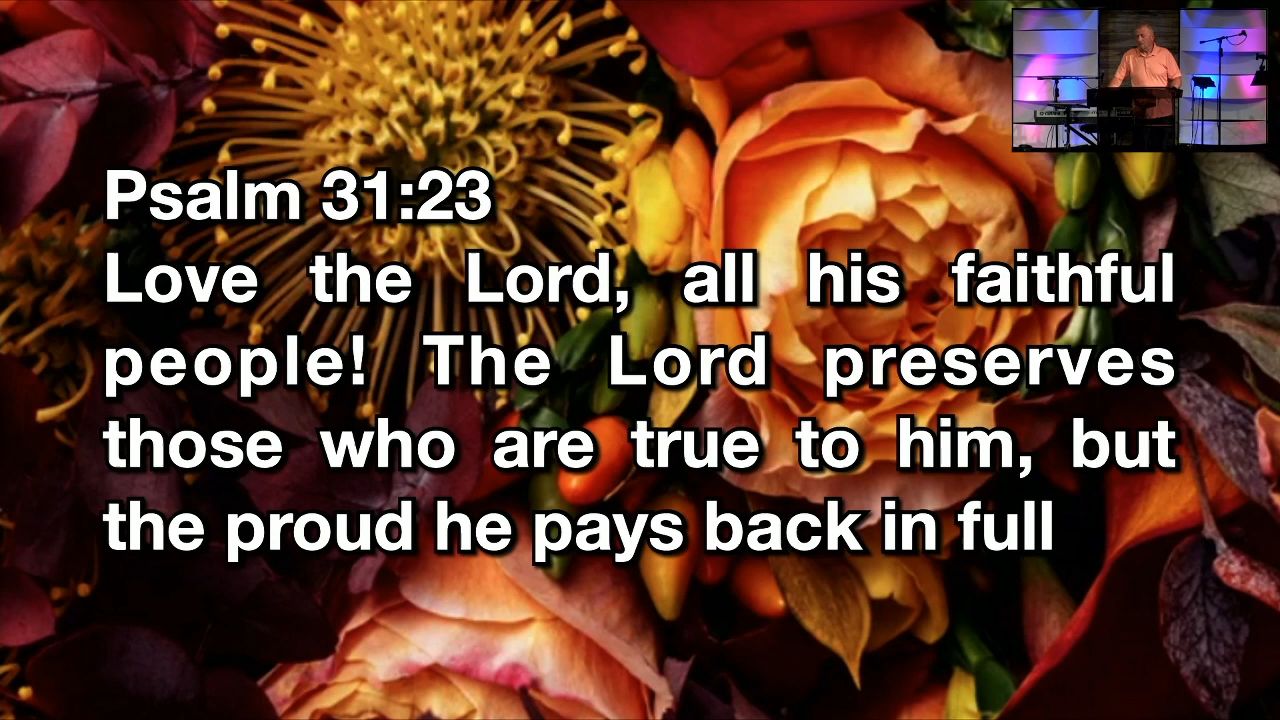 Psalm 31:23
Love the Lord, all his faithful
people! The Lord preserves
those who are true to him, but
the proud he pays back in full